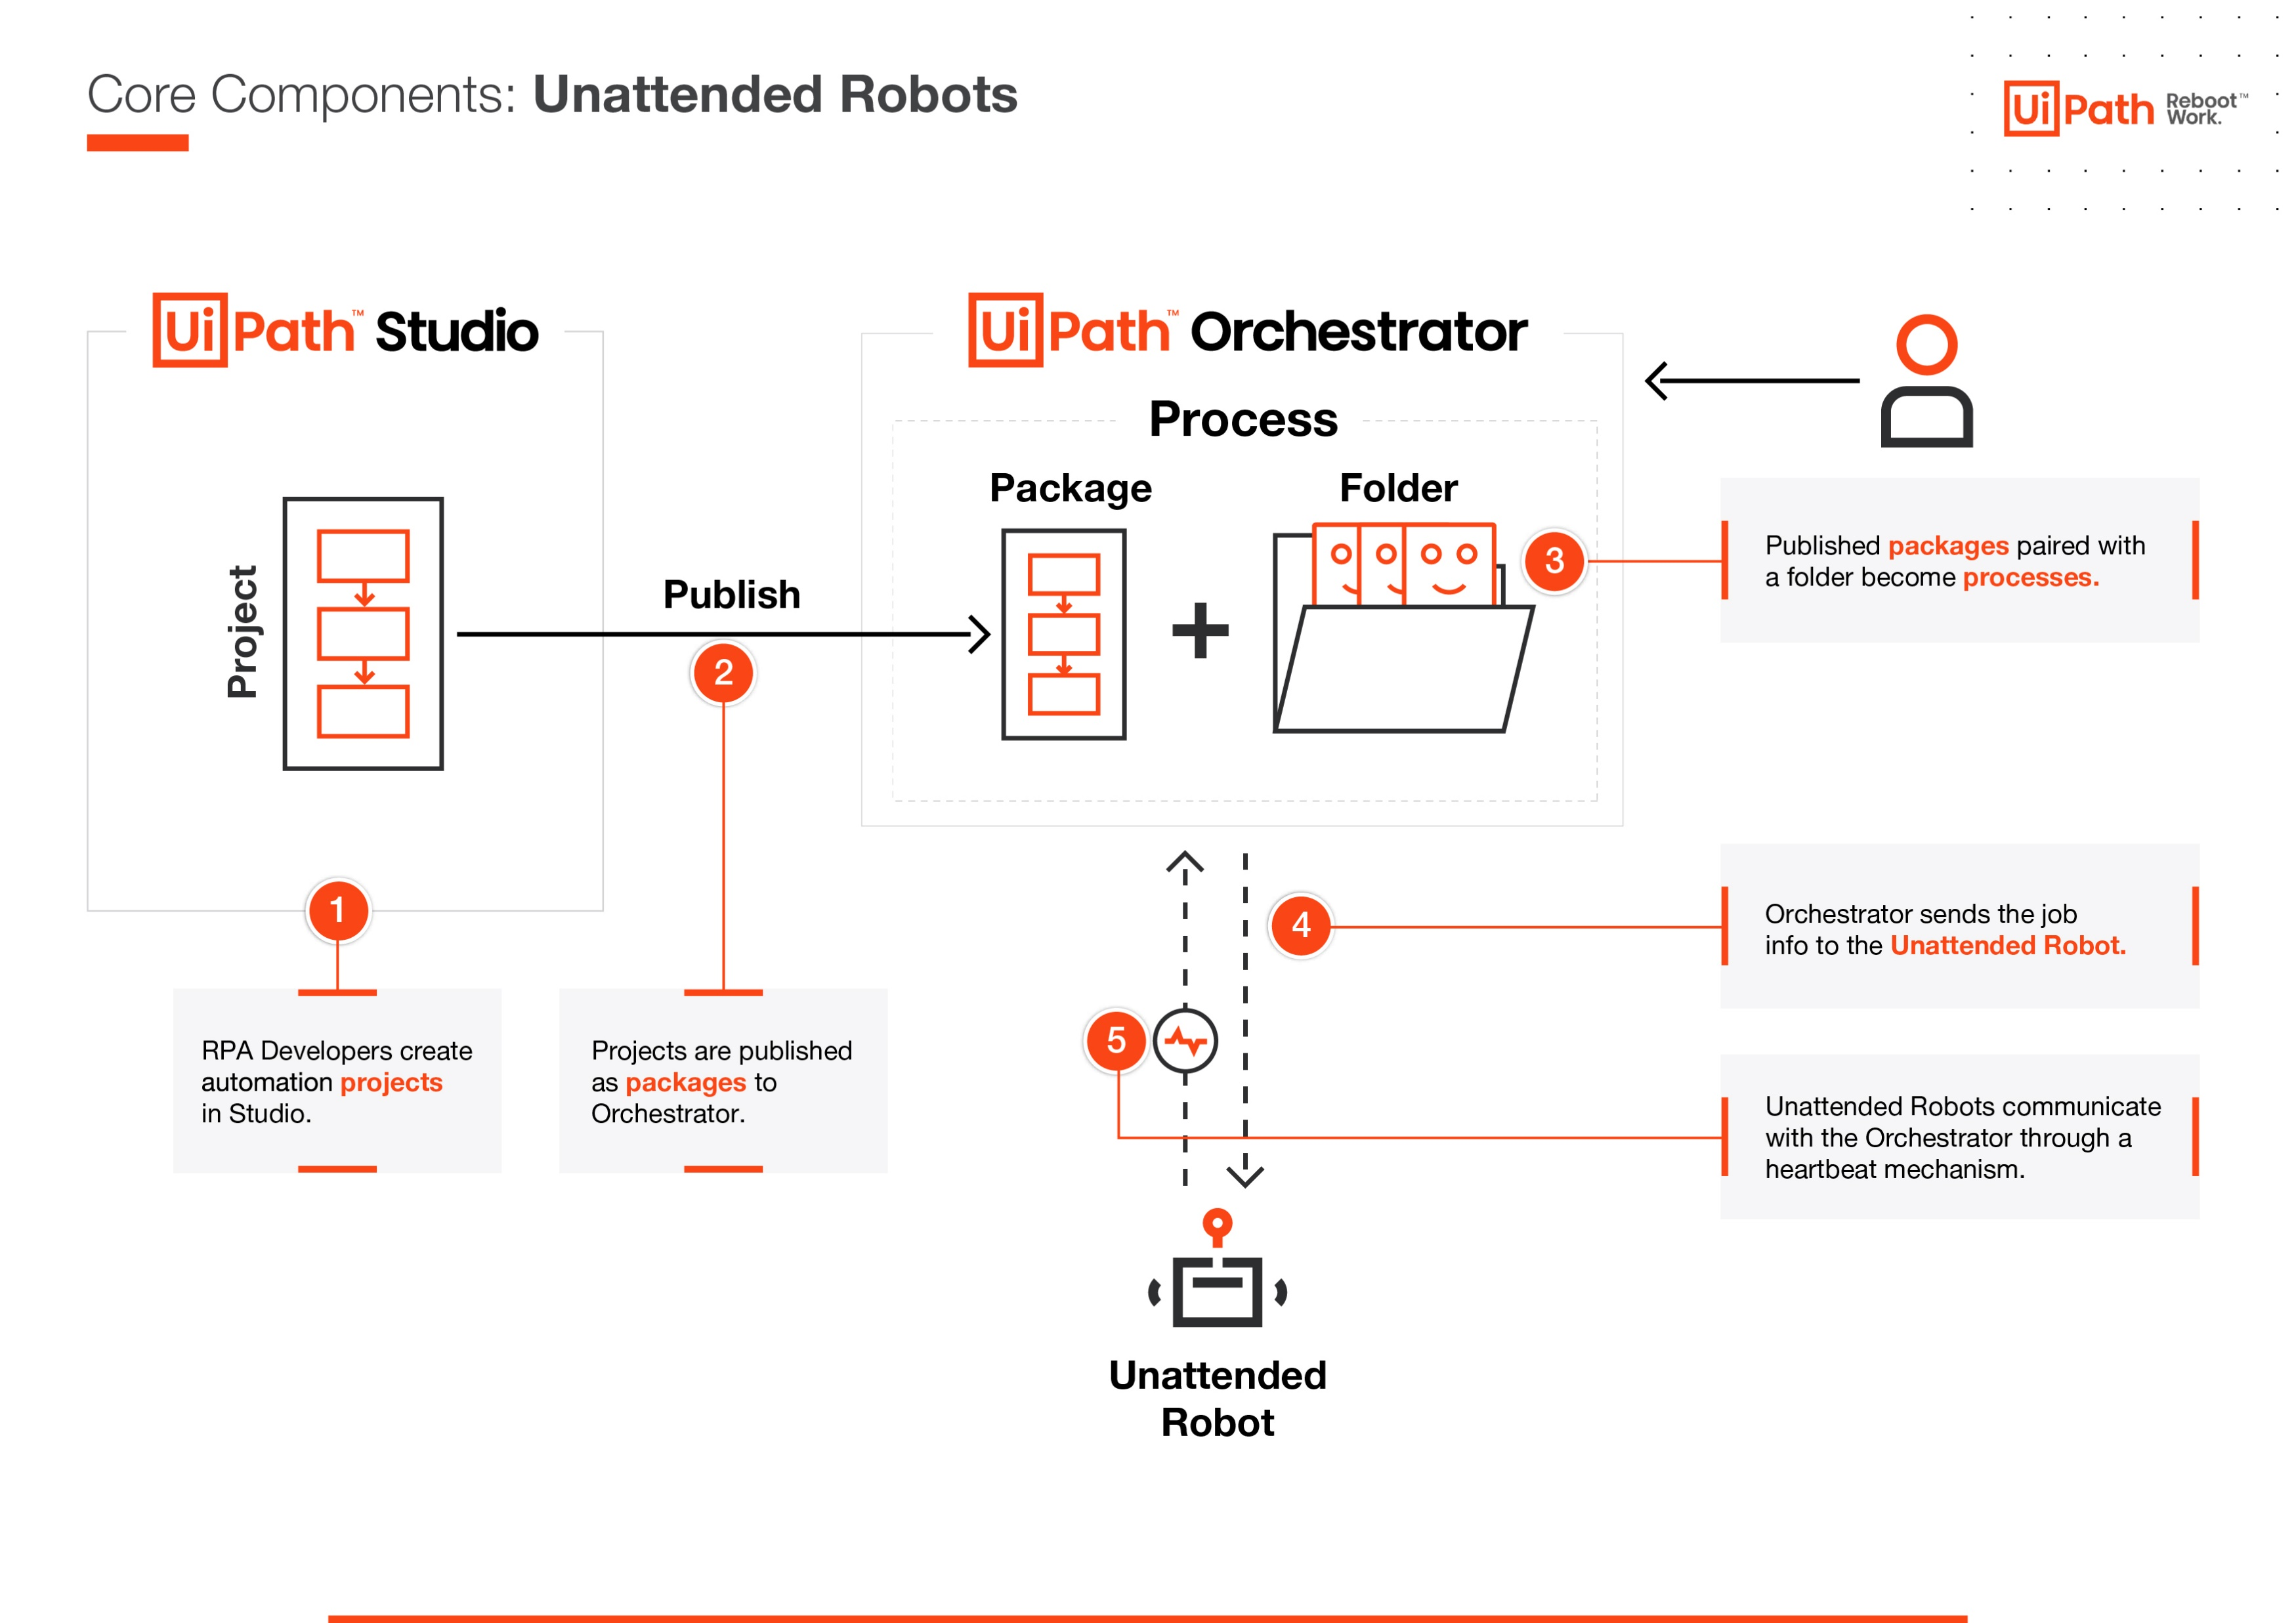 Core Components: Unattended Robots
UiPath Reboot™
Work.
UiPath™ Studio
UiPath™ Orchestrator
Process
Package
Folder
Project
Publish
3
Published packages paired with
a folder become processes.
2
1
4
Orchestrator sends the job
info to the Unattended Robot.
5
RPA Developers create
automation projects
in Studio.
Projects are published
as packages to
Orchestrator.
Unattended Robots communicate
with the Orchestrator through a
heartbeat mechanism.
Unattended
Robot